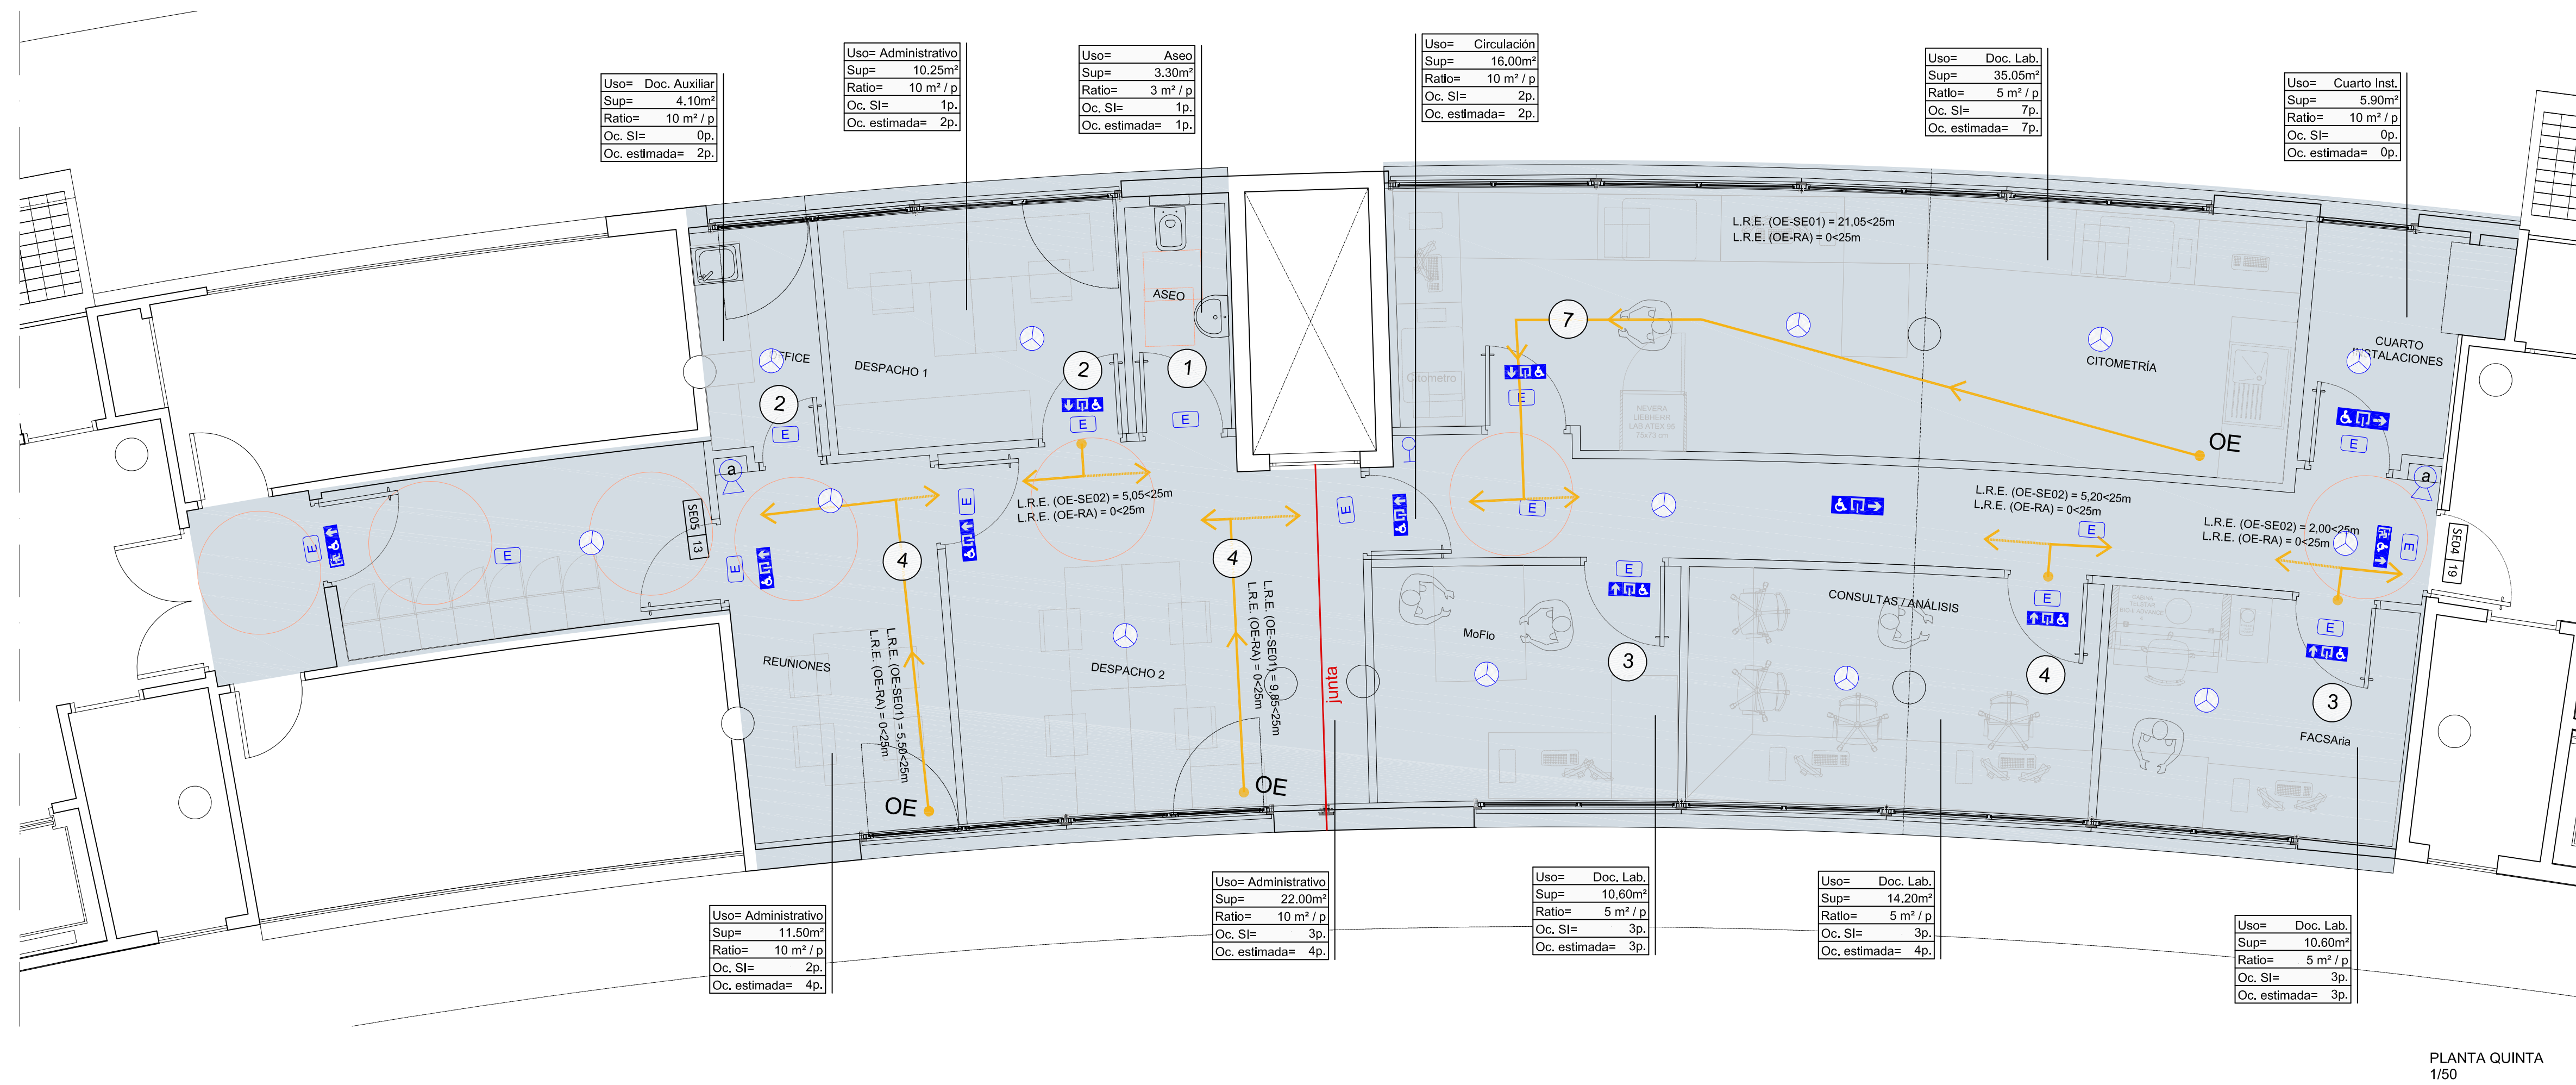 Uso= Doc. Auxiliar
Sup= 4.10m²
Ratio= 10 m² / p
Oc. SI= 0p.
Oc. estimada= 2p.
Uso= Administrativo
Sup= 10.25m²
Ratio= 10 m² / p
Oc. SI= 1p.
Oc. estimada= 2p.
Uso= Aseo
Sup= 3.30m²
Ratio= 3 m² / p
Oc. SI= 1p.
Oc. estimada= 1p.
Uso= Circulación
Sup= 16.00m²
Ratio= 10 m² / p
Oc. SI= 2p.
Oc. estimada= 2p.
Uso= Doc. Lab.
Sup= 35.05m²
Ratio= 5 m² / p
Oc. SI= 7p.
Oc. estimada= 7p.
Uso= Cuarto Inst.
Sup= 5.90m²
Ratio= 10 m² / p
Oc. SI= 0p.
Oc. estimada= 0p.
L.R.E. (OE-SE01) = 21,05<25m
L.R.E. (OE-RA) = 0<25m
ASEO
DESPACHO 1
2
2
1
7
Citometro
NEVERA
LIEBHERR
LAB ATEX 95
75x73 cm
CITOMETRÍA
CUARTO
INSTALACIONES
OE
E
E
E
E
E
a
a
SE05 13
SE04 19
L.R.E. (OE-SE02) = 5,05<25m
L.R.E. (OE-RA) = 0<25m
L.R.E. (OE-SE02) = 5,20<25m
L.R.E. (OE-RA) = 0<25m
L.R.E. (OE-SE02) = 2,00<25m
L.R.E. (OE-RA) = 0<25m
E
E
E
E
E
E
E
E
4
4
E
E
E
REUNIONES
L.R.E. (OE-SE01) = 5,50<25m
L.R.E. (OE-RA) = 0<25m
DESPACHO 2
L.R.E. (OE-SE01) = 9,85<25m
L.R.E. (OE-RA) = 0<25m
junta
MoFlo
3
CONSULTAS / ANÁLISIS
4
CABINA
TELSTAR
3
FACSAria
OE
OE
Uso= Administrativo
Sup= 11.50m²
Ratio= 10 m² / p
Oc. SI= 2p.
Oc. estimada= 4p.
Uso= Administrativo
Sup= 22.00m²
Ratio= 10 m² / p
Oc. SI= 3p.
Oc. estimada= 4p.
Uso= Doc. Lab.
Sup= 10,60m²
Ratio= 5 m² / p
Oc. SI= 3p.
Oc. estimada= 3p.
Uso= Doc. Lab.
Sup= 14.20m²
Ratio= 5 m² / p
Oc. SI= 3p.
Oc. estimada= 4p.
Uso= Doc. Lab.
Sup= 10.60m²
Ratio= 5 m² / p
Oc. SI= 3p.
Oc. estimada= 3p.
PLANTA QUINTA
1/50